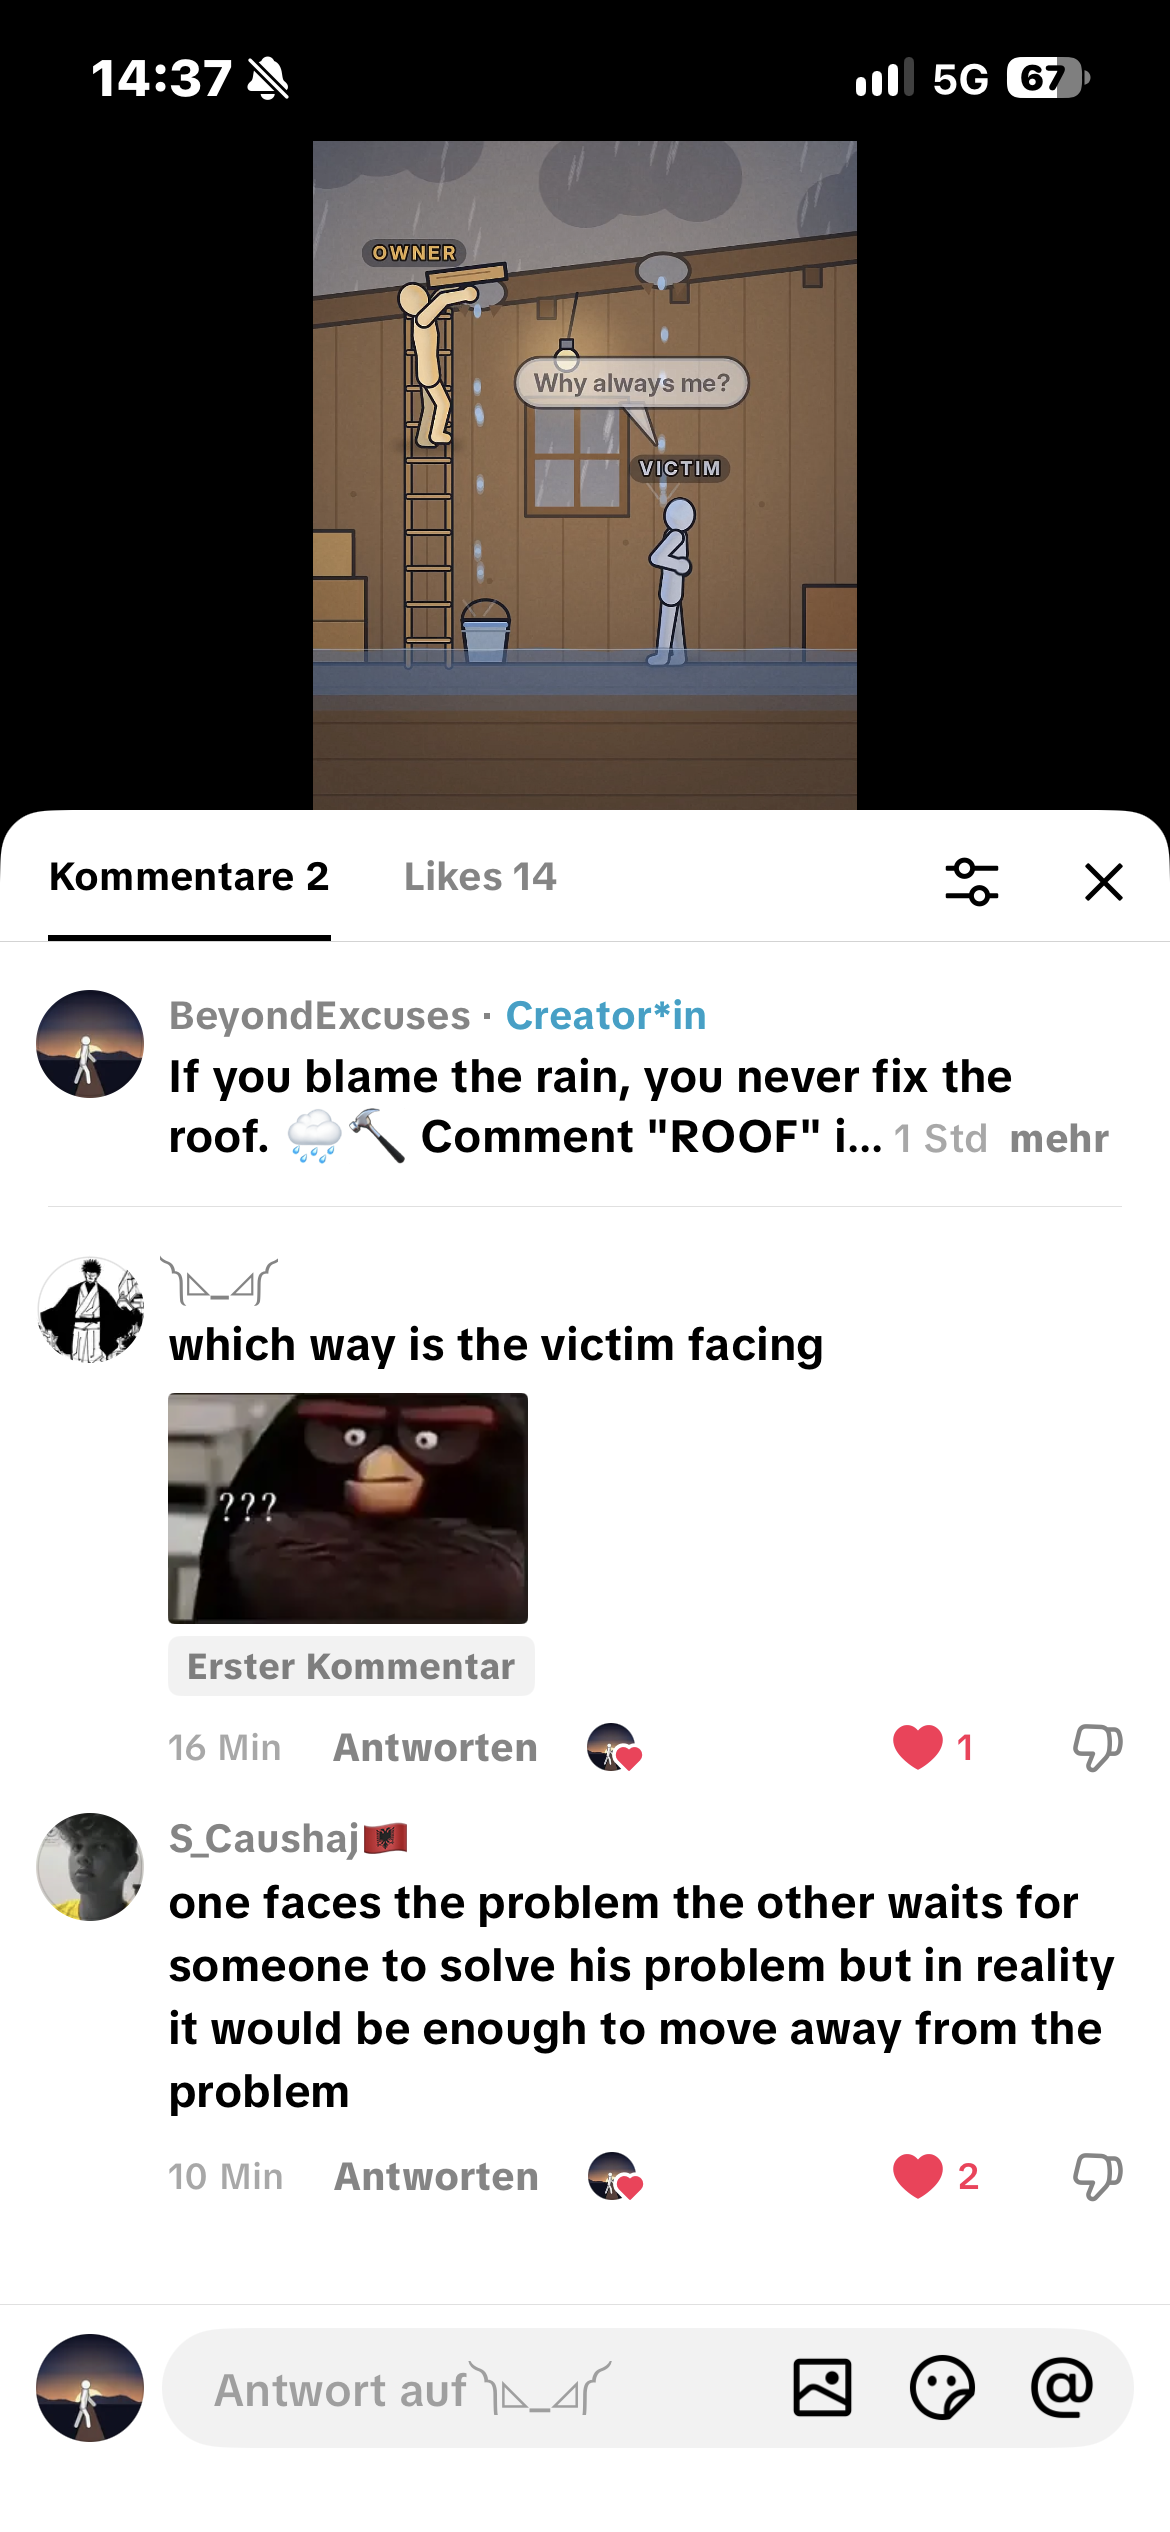 14:37
5G
67
OWNER
Why always me?
VICTIM
Kommentare 2
Likes 14
BeyondExcuses · Creator*in
If you blame the rain, you never fix the
roof. 🌧️🔨 Comment "ROOF" i... 1 Std mehr
which way is the victim facing
???
Erster Kommentar
16 Min Antworten
1
S_Caushaj🇦🇱
one faces the problem the other waits for
someone to solve his problem but in reality
it would be enough to move away from the
problem
10 Min Antworten
2
Antwort auf